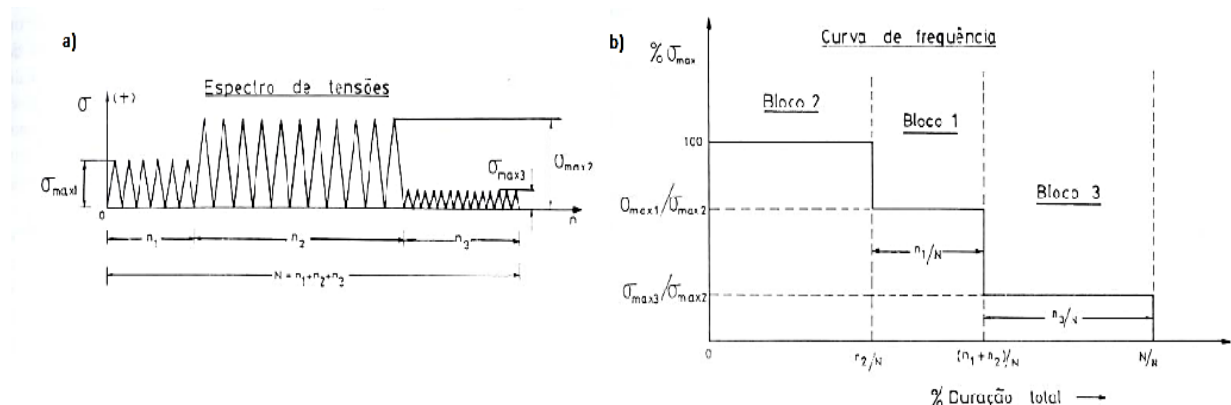 a)
Espectro de tensões
σ (+)
σmax1
σmax3
σmax2
0
n
n₁
n₂
n₃
N = n₁+n₂+n₃
b)
Curva de frequência
% σmax
Bloco 2
Bloco 1
Bloco 3
100
σmax1/σmax2
n₁/N
σmax3/σmax2
n₃/N
0
n₂/N
(n₁+n₂)/N
N/N
% Duração total